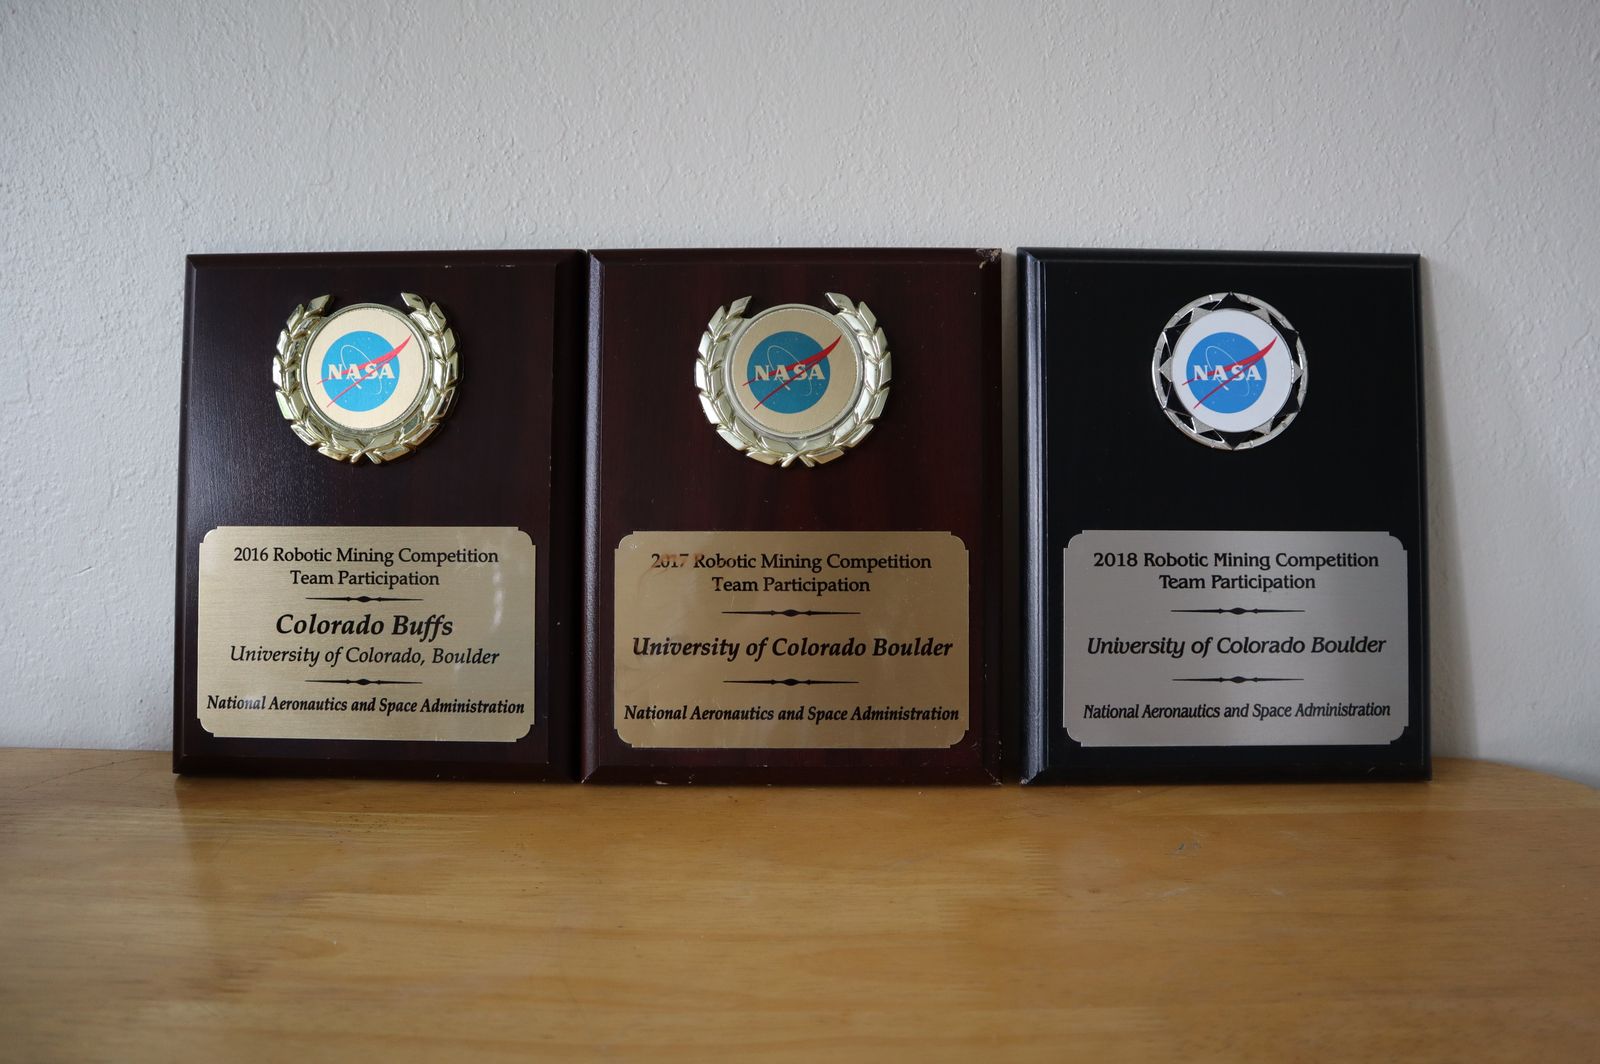 NASA
2016 Robotic Mining Competition
Team Participation
Colorado Buffs
University of Colorado, Boulder
National Aeronautics and Space Administration
NASA
2017 Robotic Mining Competition
Team Participation
University of Colorado Boulder
National Aeronautics and Space Administration
NASA
2018 Robotic Mining Competition
Team Participation
University of Colorado Boulder
National Aeronautics and Space Administration